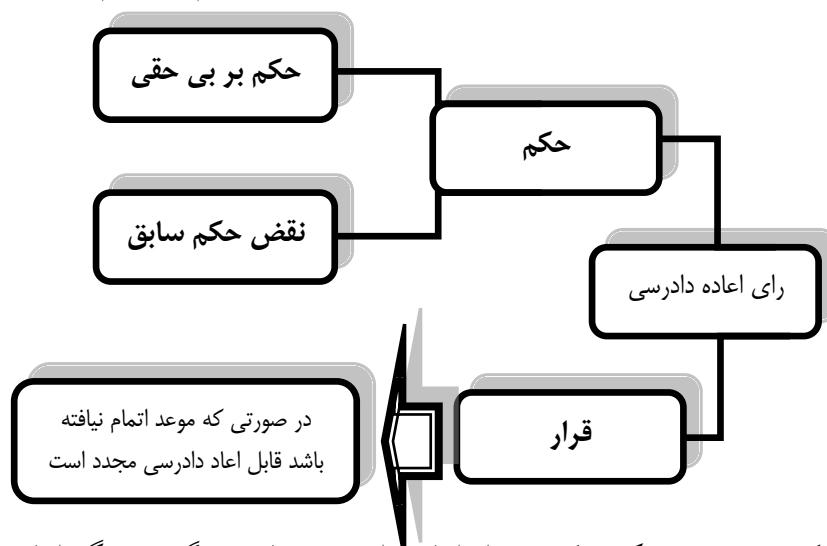 حکم بر بی حقی
حکم
نقض حکم سابق
رای اعاده دادرسی
قرار
در صورتی که موعد اتمام نیافته
باشد قابل اعاد دادرسی مجدد است